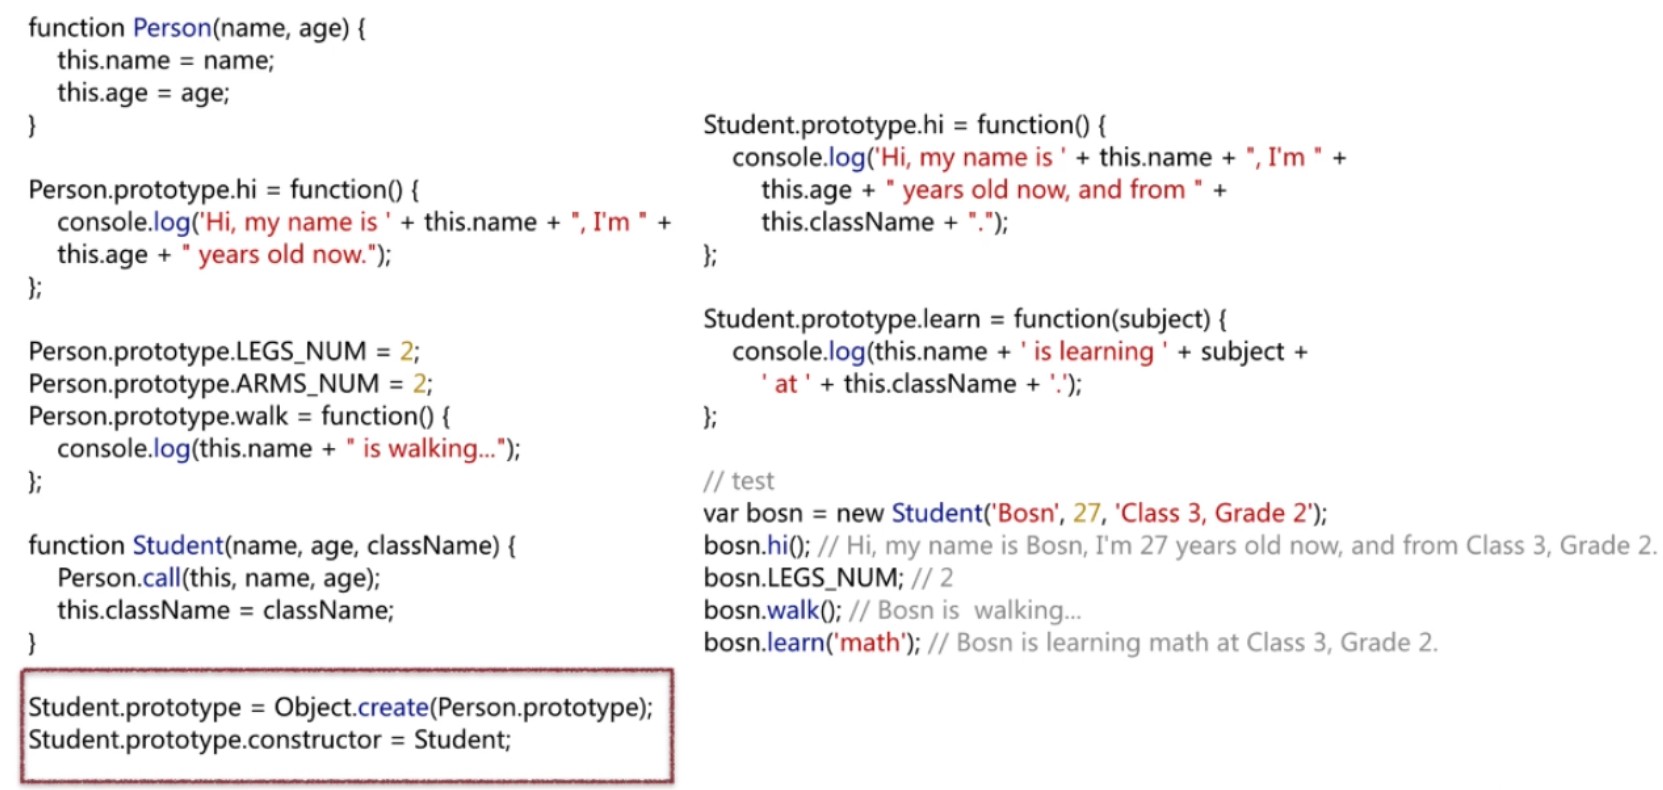 function Person(name, age) {
this.name = name;
this.age = age;
}
Person.prototype.hi = function() {
console.log('Hi, my name is ' + this.name + ", I'm " +
this.age + " years old now.");
};
Person.prototype.LEGS_NUM = 2;
Person.prototype.ARMS_NUM = 2;
Person.prototype.walk = function() {
console.log(this.name + " is walking...");
};
function Student(name, age, className) {
Person.call(this, name, age);
this.className = className;
}
Student.prototype = Object.create(Person.prototype);
Student.prototype.constructor = Student;
Student.prototype.hi = function() {
console.log('Hi, my name is ' + this.name + ", I'm " +
this.age + " years old now, and from " +
this.className + ".");
};
Student.prototype.learn = function(subject) {
console.log(this.name + ' is learning ' + subject +
' at ' + this.className + '.');
};
// test
var bosn = new Student('Bosn', 27, 'Class 3, Grade 2');
bosn.hi(); // Hi, my name is Bosn, I'm 27 years old now, and from Class 3, Grade 2.
bosn.LEGS_NUM; // 2
bosn.walk(); // Bosn is  walking...
bosn.learn('math'); // Bosn is learning math at Class 3, Grade 2.